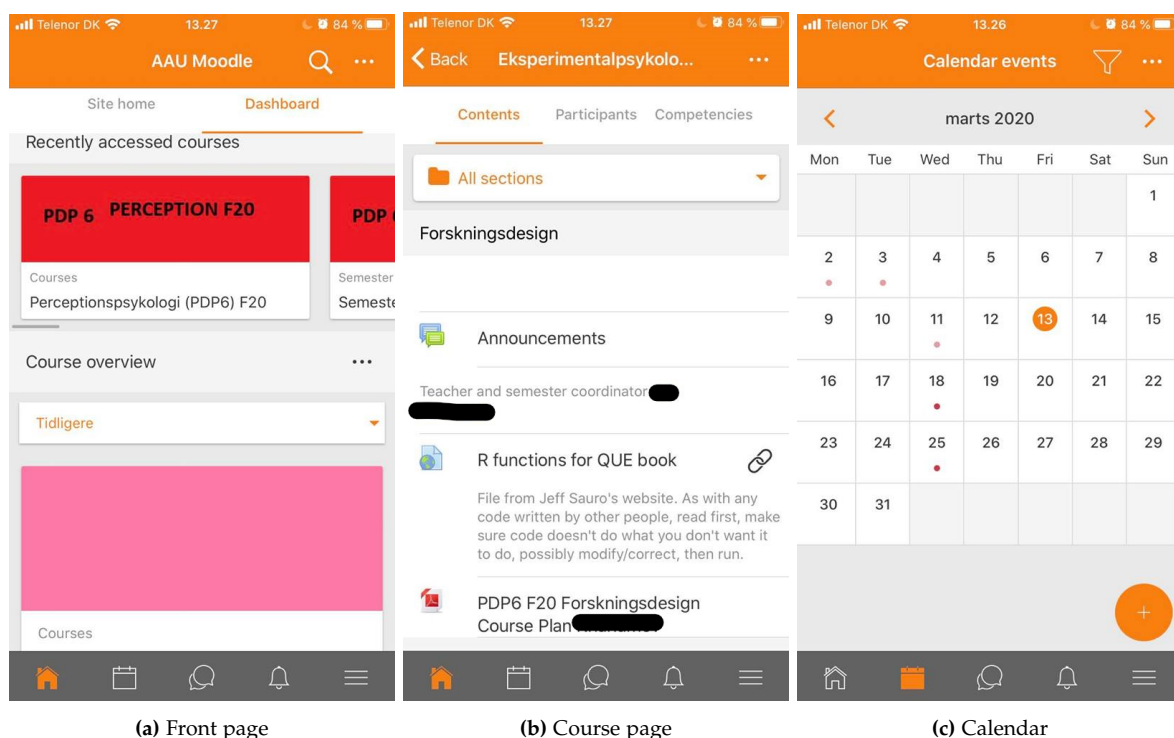 Telenor DK 13.27 84 %
AAU Moodle
Site home Dashboard
Recently accessed courses
PDP 6 PERCEPTION F20
PDP
Courses
Perceptionspsykologi (PDP6) F20
Semester
Semeste
Course overview
Tidligere
Courses
(a) Front page
Telenor DK 13.27 84 %
Back Eksperimentalpsykolo...
Contents Participants Competencies
All sections
Forskningsdesign
Announcements
Teacher and semester coordinator
R functions for QUE book
File from Jeff Sauro's website. As with any
code written by other people, read first, make
sure code doesn't do what you don't want it
to do, possibly modify/correct, then run.
PDP6 F20 Forskningsdesign
Course Plan
(b) Course page
Telenor DK 13.26 84 %
Calendar events
marts 2020
Mon Tue Wed Thu Fri Sat Sun
1
2 3 4 5 6 7 8
9 10 11 12 13 14 15
16 17 18 19 20 21 22
23 24 25 26 27 28 29
30 31
+
(c) Calendar